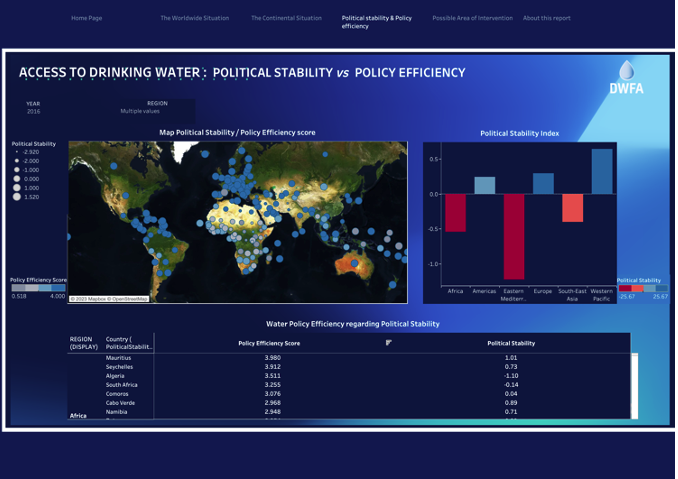 Home Page
The Worldwide Situation
The Continental Situation
Political stability & Policy
efficiency
Possible Area of Intervention
About this report
ACCESS TO DRINKING WATER : POLITICAL STABILITY vs POLICY EFFICIENCY
DWFA
YEAR
2016
REGION
Multiple values
Map Political Stability / Policy Efficiency score
Political Stability Index
Political Stability
-2.920
-2.000
-1.000
0.000
1.000
1.520
Policy Efficiency Score
0.518
4.000
© 2023 Mapbox © OpenStreetMap
0.5
0.0
-0.5
-1.0
Africa
Americas
Eastern
Mediterr..
Europe
South-East
Asia
Western
Pacific
Political Stability
-25.67
25.67
Water Policy Efficiency regarding Political Stability
REGION
(DISPLAY)
Country (
PoliticalStabilit..
Policy Efficiency Score
Political Stability
Mauritius 3.980 1.01
Seychelles 3.912 0.73
Algeria 3.511 -1.10
South Africa 3.255 -0.14
Comoros 3.076 0.04
Cabo Verde 2.968 0.89
Namibia 2.948 0.71
Africa